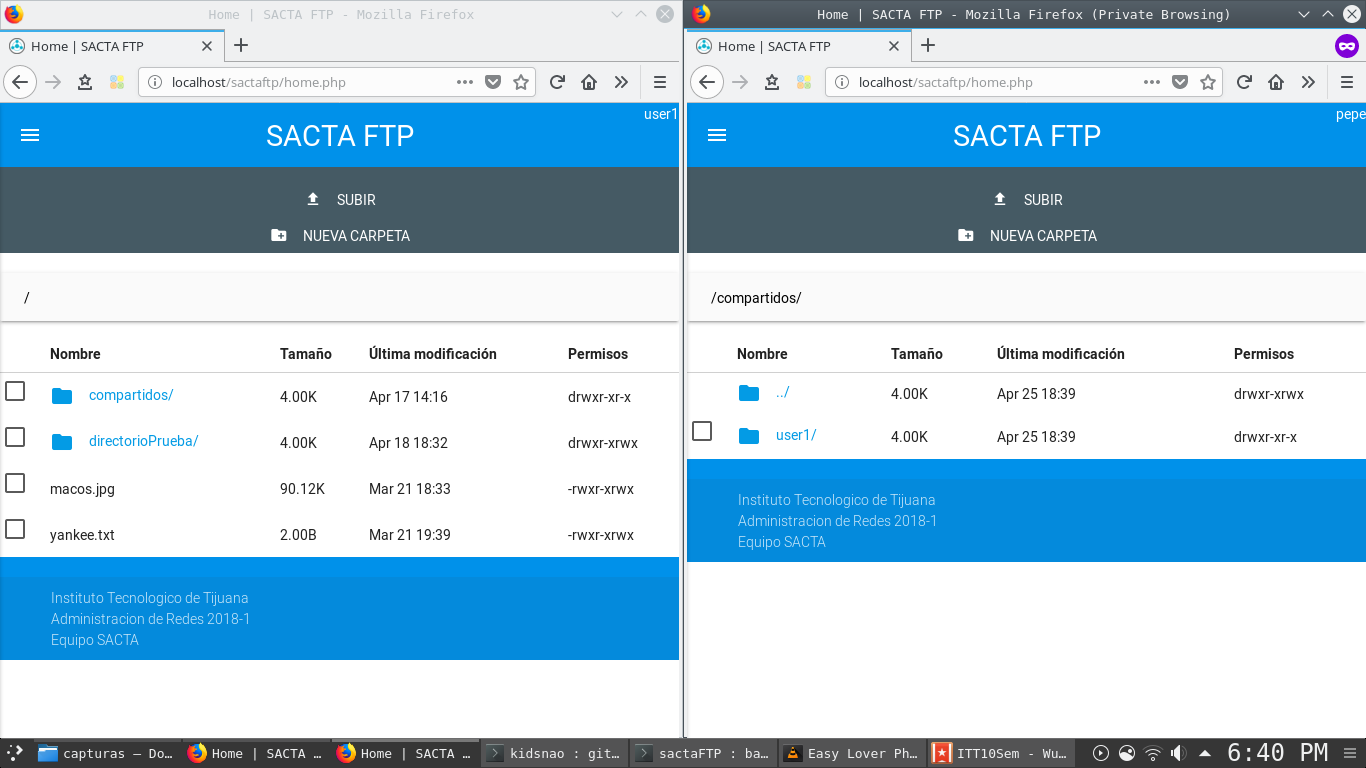 Home | SACTA FTP - Mozilla Firefox
Home | SACTA FTP
localhost/sactaftp/home.php
user1
SACTA FTP
SUBIR
NUEVA CARPETA
/
Nombre Tamaño Última modificación Permisos
compartidos/ 4.00K Apr 17 14:16 drwxr-xr-x
directorioPrueba/ 4.00K Apr 18 18:32 drwxr-xrwx
macos.jpg 90.12K Mar 21 18:33 -rwxr-xrwx
yankee.txt 2.00B Mar 21 19:39 -rwxr-xrwx
Instituto Tecnologico de Tijuana
Administracion de Redes 2018-1
Equipo SACTA
Home | SACTA FTP - Mozilla Firefox (Private Browsing)
Home | SACTA FTP
localhost/sactaftp/home.php
pepe
SACTA FTP
SUBIR
NUEVA CARPETA
/compartidos/
Nombre Tamaño Última modificación Permisos
../ 4.00K Apr 25 18:39 drwxr-xrwx
user1/ 4.00K Apr 25 18:39 drwxr-xr-x
Instituto Tecnologico de Tijuana
Administracion de Redes 2018-1
Equipo SACTA
capturas — Do... Home | SACTA ... Home | SACTA ... kidsnao : git... sactaFTP : ba... Easy Lover Ph... ITT10Sem - Wu... 6:40 PM